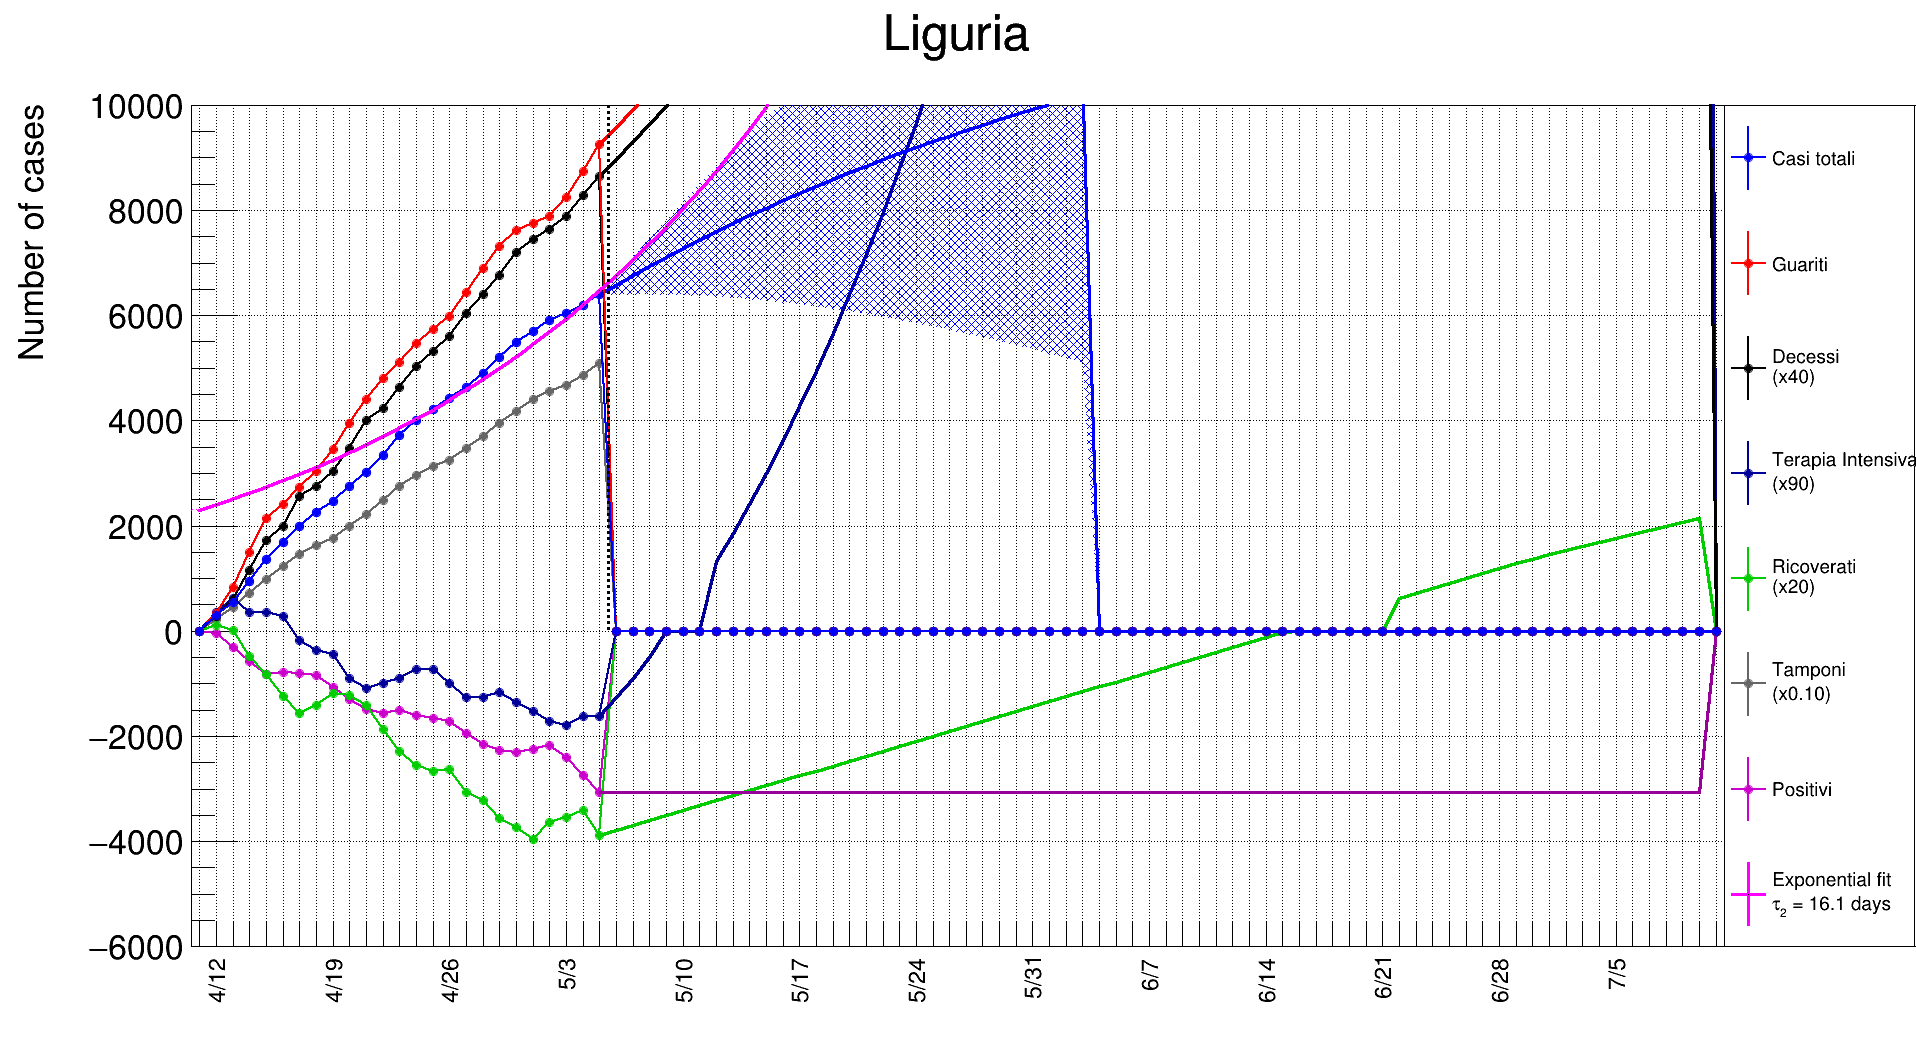 Liguria
Number of cases
10000
8000
6000
4000
2000
0
−2000
−4000
−6000
4/12
4/19
4/26
5/3
5/10
5/17
5/24
5/31
6/7
6/14
6/21
6/28
7/5
Casi totali
Guariti
Decessi
(x40)
Terapia Intensiva
(x90)
Ricoverati
(x20)
Tamponi
(x0.10)
Positivi
Exponential fit
τ2 = 16.1 days